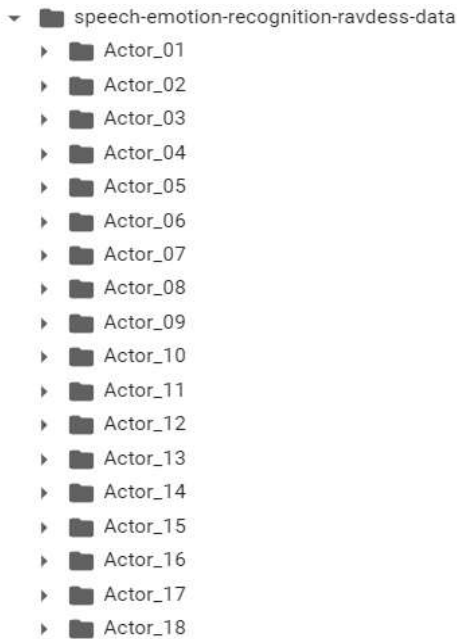 speech-emotion-recognition-ravdess-data
Actor_01
Actor_02
Actor_03
Actor_04
Actor_05
Actor_06
Actor_07
Actor_08
Actor_09
Actor_10
Actor_11
Actor_12
Actor_13
Actor_14
Actor_15
Actor_16
Actor_17
Actor_18